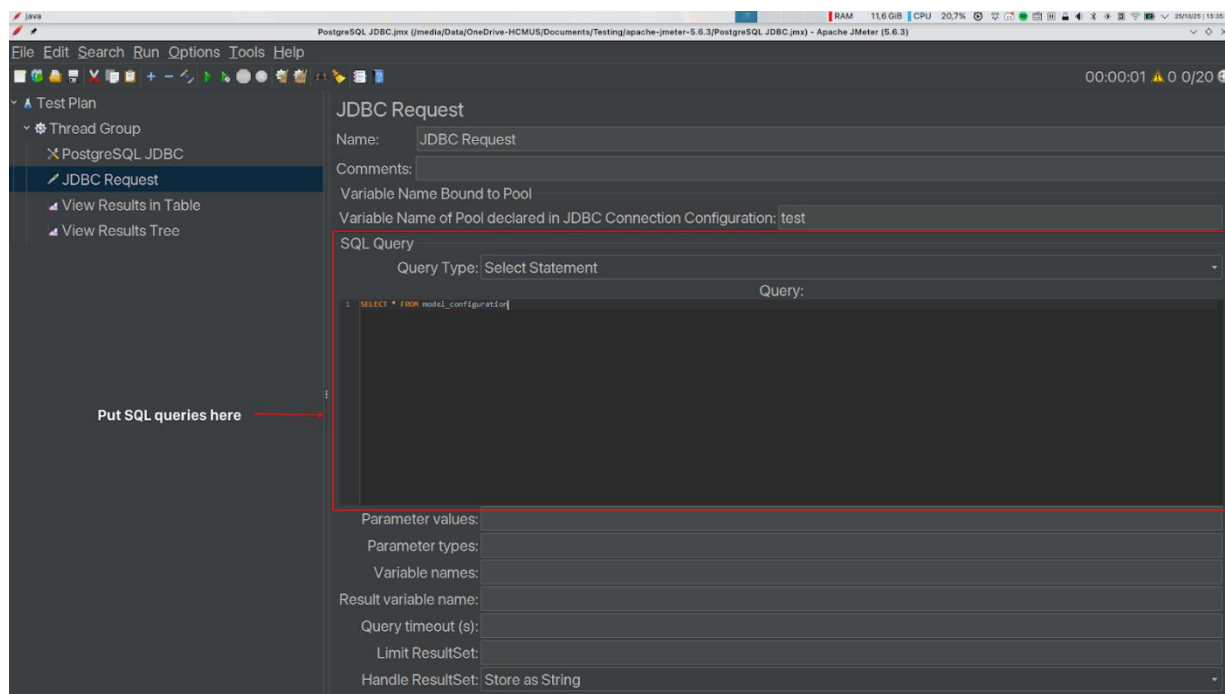 java
RAM 11,6 GiB CPU 20,7% 25/10/25 | 15:35
PostgreSQL JDBC.jmx (/media/Data/OneDrive-HCMUS/Documents/Testing/apache-jmeter-5.6.3/PostgreSQL JDBC.jmx) - Apache JMeter (5.6.3)
File Edit Search Run Options Tools Help
00:00:01 0 0/20
Test Plan
Thread Group
PostgreSQL JDBC
JDBC Request
View Results in Table
View Results Tree
JDBC Request
Name: JDBC Request
Comments:
Variable Name Bound to Pool
Variable Name of Pool declared in JDBC Connection Configuration: test
SQL Query
Query Type: Select Statement
Query:
1 SELECT * FROM model_configuration
Put SQL queries here
Parameter values:
Parameter types:
Variable names:
Result variable name:
Query timeout (s):
Limit ResultSet:
Handle ResultSet: Store as String